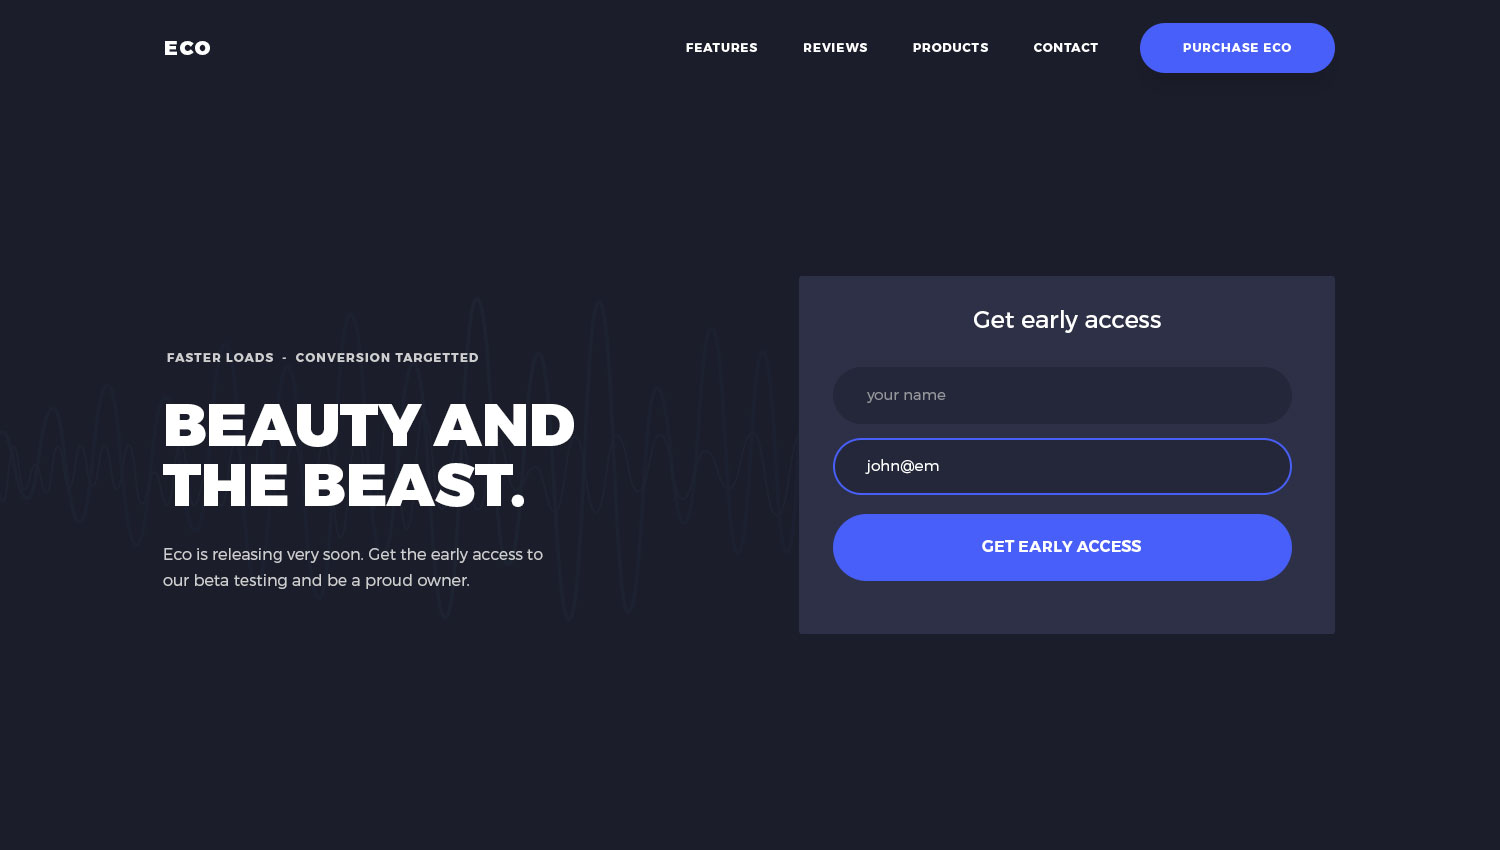 ECO
FEATURES
REVIEWS
PRODUCTS
CONTACT
PURCHASE ECO
FASTER LOADS - CONVERSION TARGETTED
BEAUTY AND
THE BEAST.
Eco is releasing very soon. Get the early access to
our beta testing and be a proud owner.
Get early access
your name
john@em
GET EARLY ACCESS